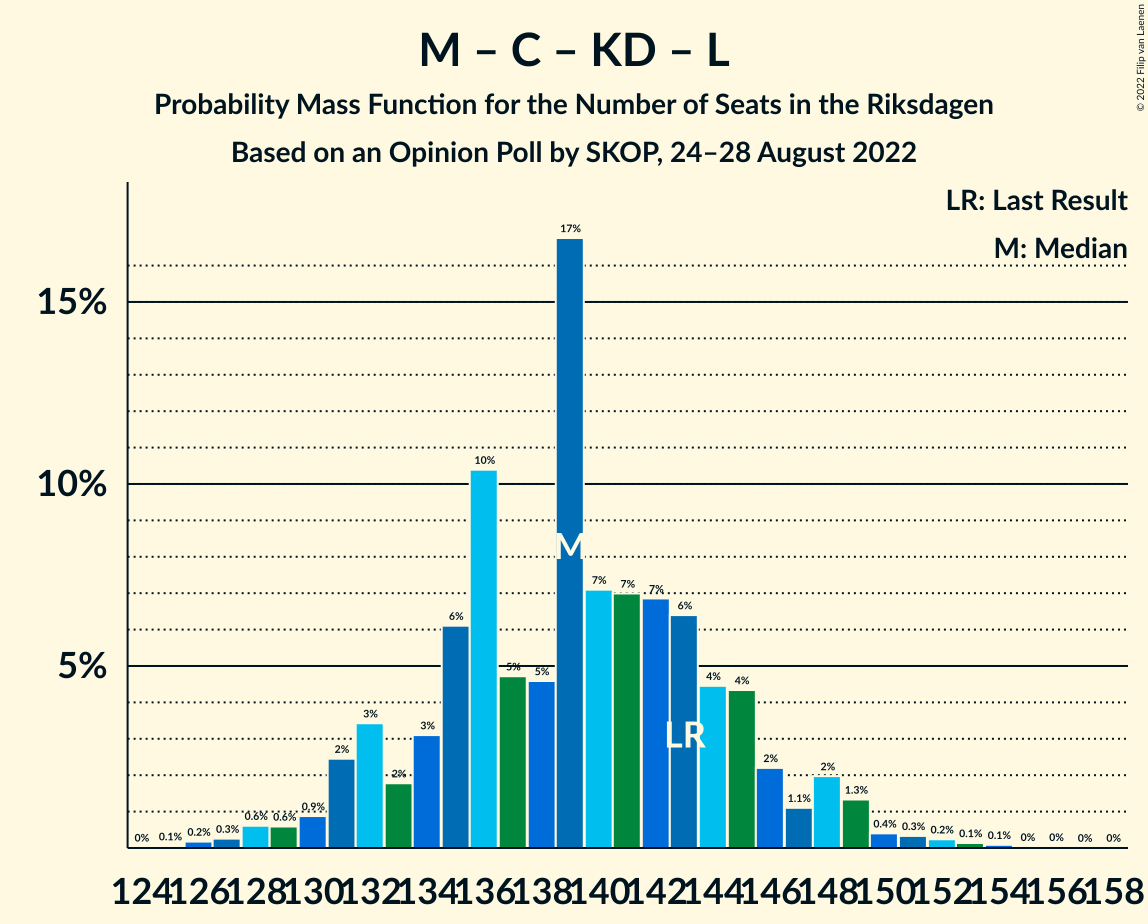 M – C – KD – L
Probability Mass Function for the Number of Seats in the Riksdagen
Based on an Opinion Poll by SKOP, 24–28 August 2022
© 2022 Filip van Laenen
LR: Last Result
M: Median
15%
10%
5%
0% 0.1% 0.2% 0.3% 0.6% 0.6% 0.9% 2% 3% 2% 3% 6% 10% 5% 5% 17% 7% 7% 7% 6% 4% 4% 2% 1.1% 2% 1.3% 0.4% 0.3% 0.2% 0.1% 0.1% 0% 0% 0% 0%
M
LR
124 126 128 130 132 134 136 138 140 142 144 146 148 150 152 154 156 158